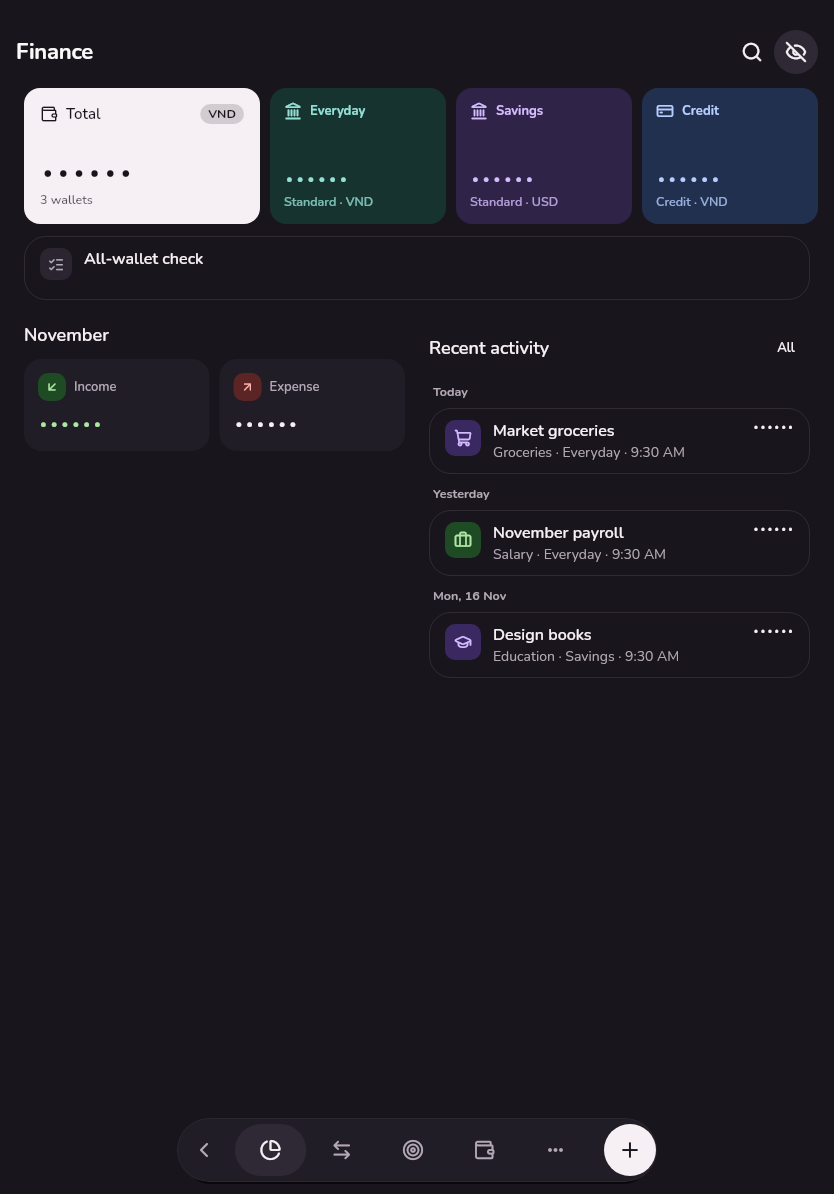 Finance
Total
VND
••••••
3 wallets
Everyday
••••••
Standard · VND
Savings
••••••
Standard · USD
Credit
••••••
Credit · VND
All-wallet check
November
Income
••••••
Expense
••••••
Recent activity
All
Today
Market groceries
••••••
Groceries · Everyday · 9:30 AM
Yesterday
November payroll
••••••
Salary · Everyday · 9:30 AM
Mon, 16 Nov
Design books
••••••
Education · Savings · 9:30 AM